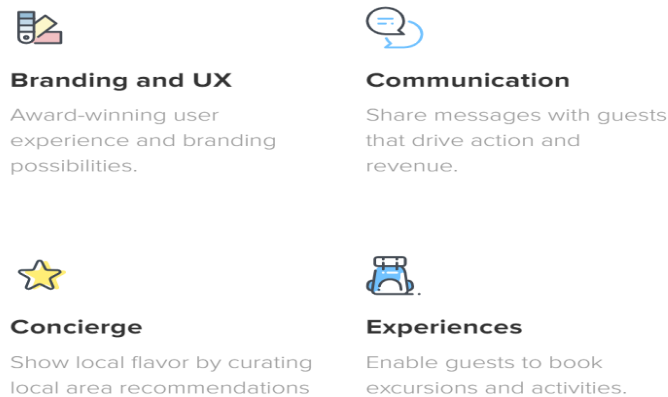 Branding and UX
Award-winning user
experience and branding
possibilities.
Communication
Share messages with guests
that drive action and
revenue.
Concierge
Show local flavor by curating
local area recommendations
Experiences
Enable guests to book
excursions and activities.